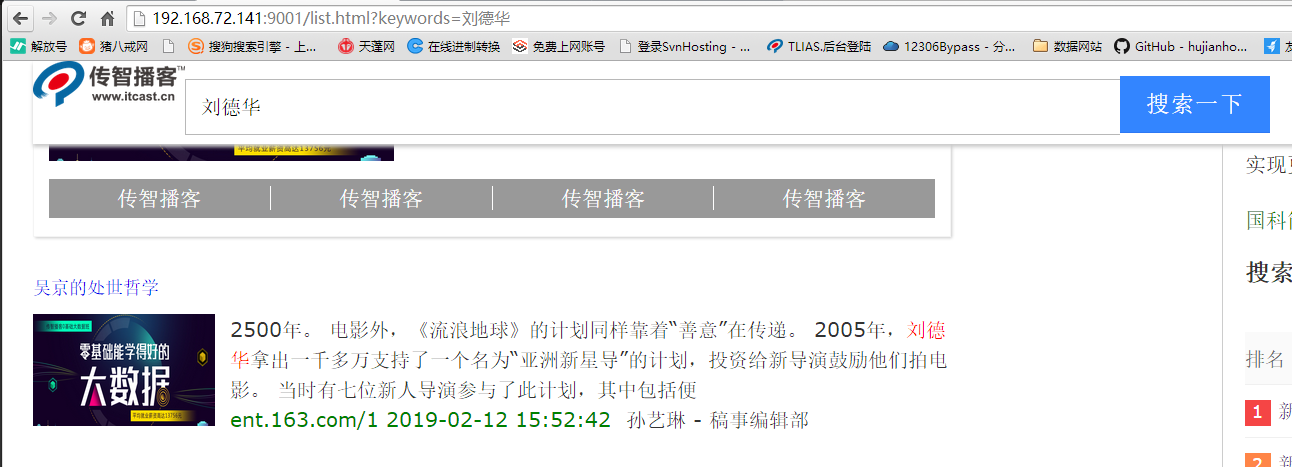 192.168.72.141:9001/list.html?keywords=刘德华
解放号 猪八戒网 搜狗搜索引擎 - 上... 天蓬网 在线进制转换 免费上网账号 登录SvnHosting - ... TLIAS.后台登陆 12306Bypass - 分... 数据网站 GitHub - hujianho...
传智播客™
www.itcast.cn
刘德华
搜索一下
平均就业薪资高达13756元
传智播客 传智播客 传智播客 传智播客
实现
国科
搜索
排名
1 新
2 新
吴京的处世哲学
零基础能学得好的
大数据
平均就业薪资高达13756元
2500年。 电影外，《流浪地球》的计划同样靠着“善意”在传递。 2005年，刘德
华拿出一千多万支持了一个名为“亚洲新星导”的计划，投资给新导演鼓励他们拍电
影。 当时有七位新人导演参与了此计划，其中包括便
ent.163.com/1 2019-02-12 15:52:42 孙艺琳 - 稿事编辑部